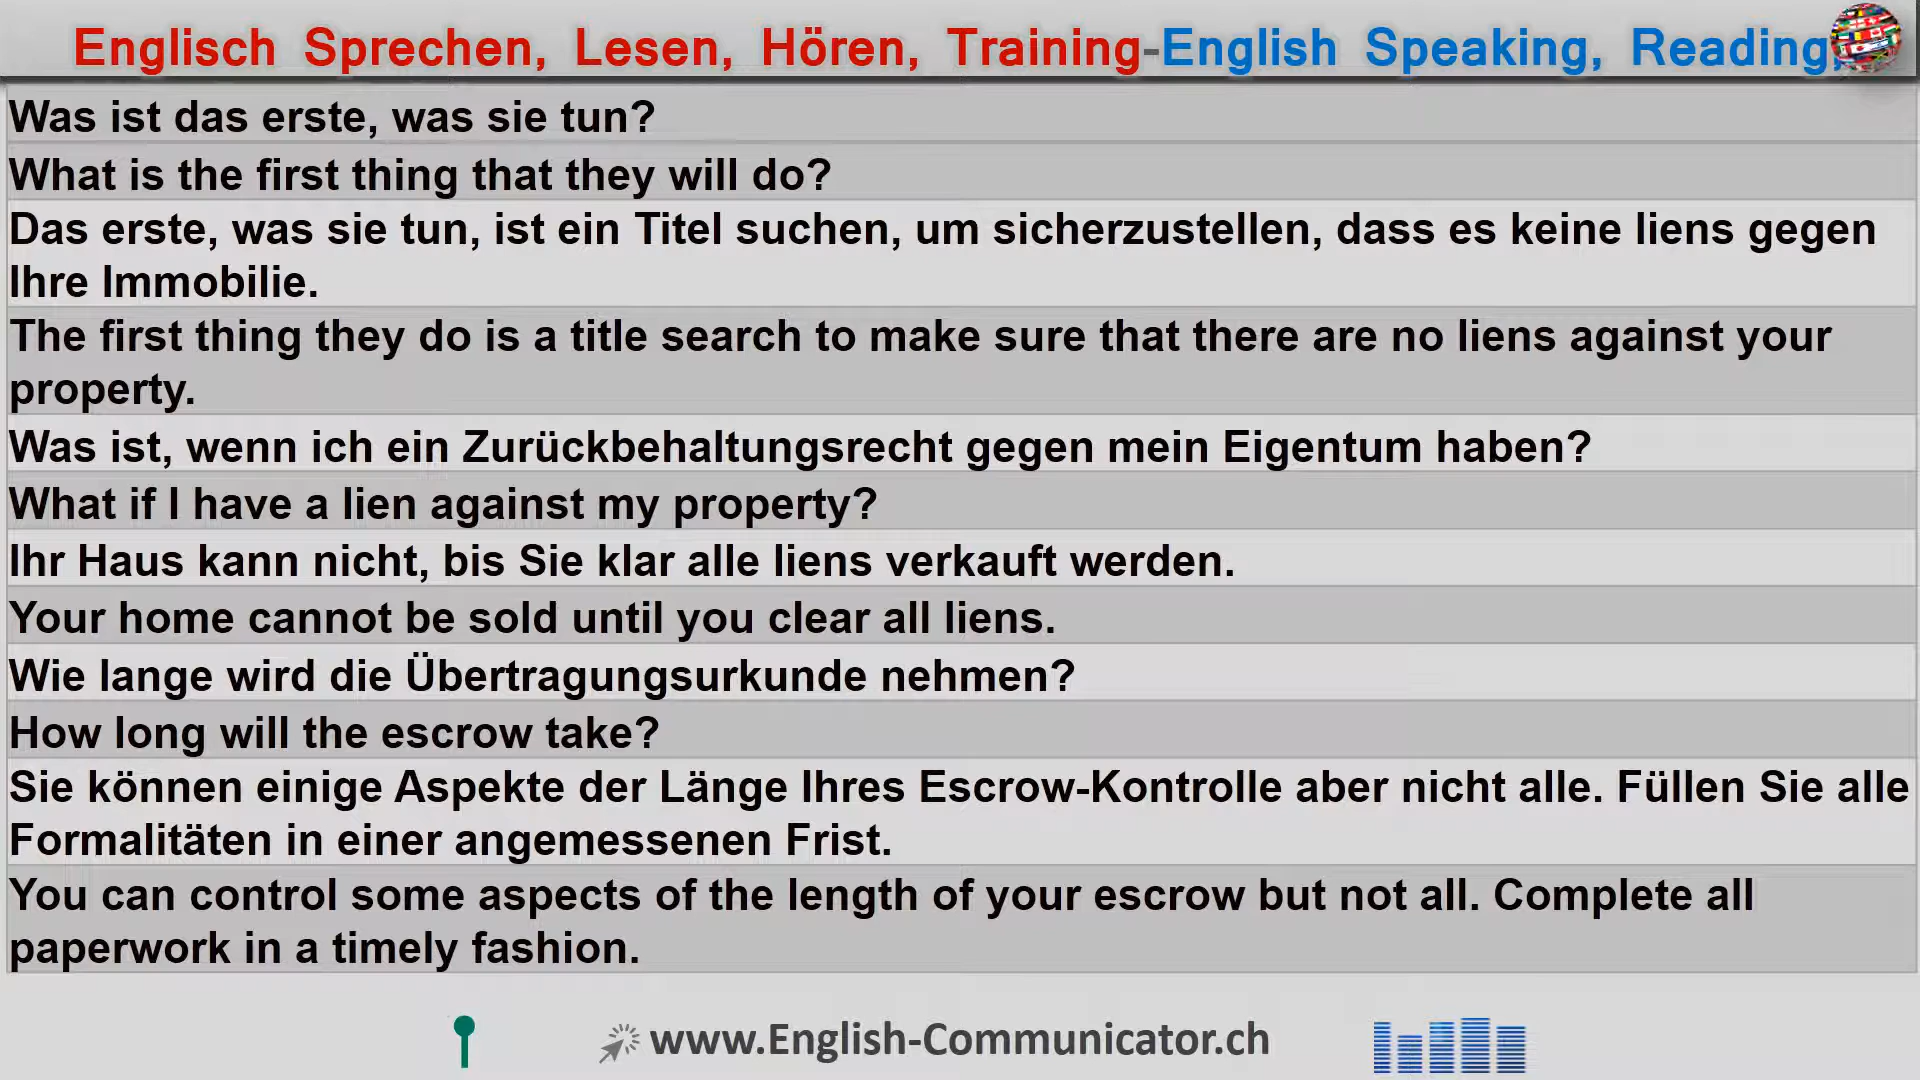 Englisch Sprechen, Lesen, Hören, Training-English Speaking, Reading,
Was ist das erste, was sie tun?
What is the first thing that they will do?
Das erste, was sie tun, ist ein Titel suchen, um sicherzustellen, dass es keine liens gegen
Ihre Immobilie.
The first thing they do is a title search to make sure that there are no liens against your
property.
Was ist, wenn ich ein Zurückbehaltungsrecht gegen mein Eigentum haben?
What if I have a lien against my property?
Ihr Haus kann nicht, bis Sie klar alle liens verkauft werden.
Your home cannot be sold until you clear all liens.
Wie lange wird die Übertragungsurkunde nehmen?
How long will the escrow take?
Sie können einige Aspekte der Länge Ihres Escrow-Kontrolle aber nicht alle. Füllen Sie alle
Formalitäten in einer angemessenen Frist.
You can control some aspects of the length of your escrow but not all. Complete all
paperwork in a timely fashion.
www.English-Communicator.ch